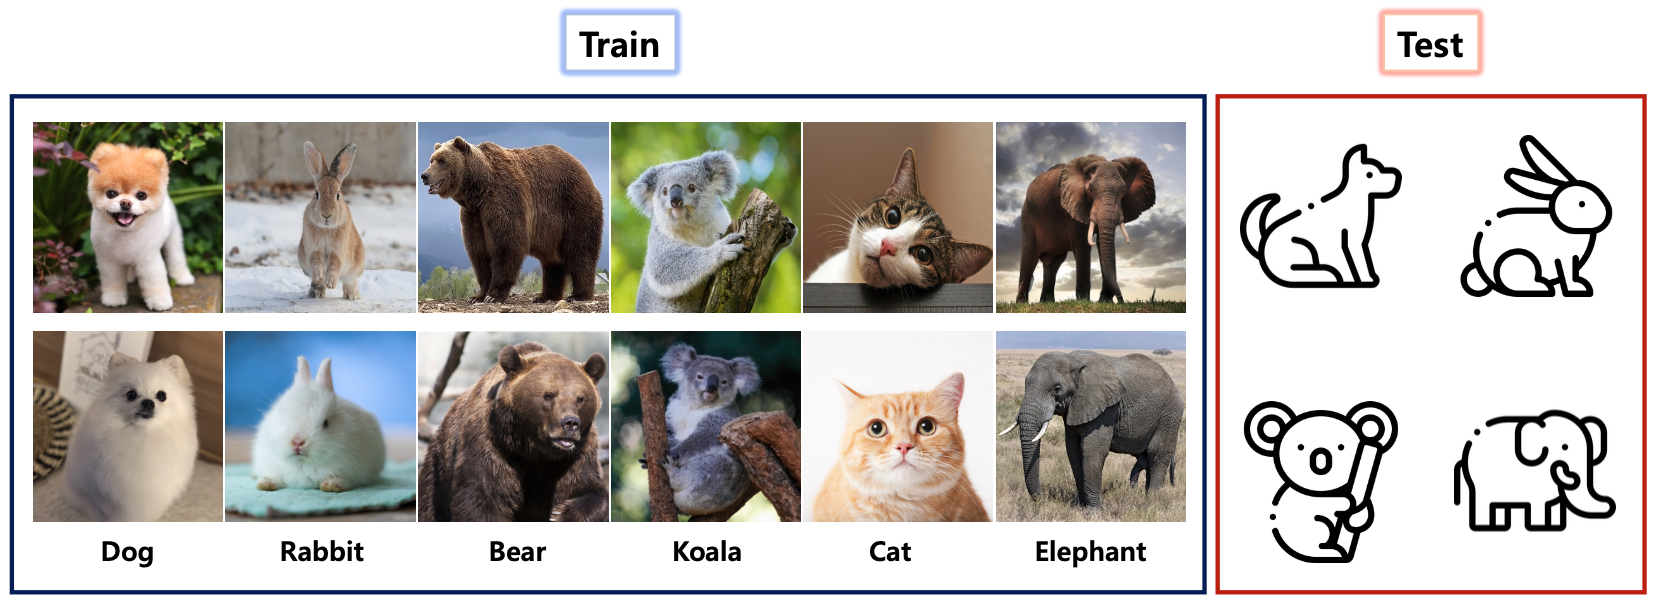 Train
Test
Dog
Rabbit
Bear
Koala
Cat
Elephant